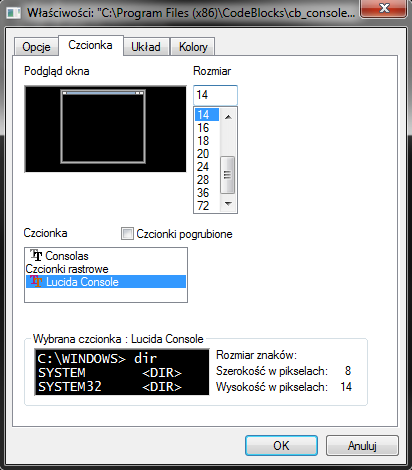 Właściwości: "C:\Program Files (x86)\CodeBlocks\cb_console...
Opcje Czcionka Układ Kolory
Podgląd okna Rozmiar
14
14
16
18
20
24
28
36
72
Czcionka Czcionki pogrubione
Consolas
Czcionki rastrowe
Lucida Console
Wybrana czcionka : Lucida Console
C:\WINDOWS> dir
SYSTEM <DIR>
SYSTEM32 <DIR>
Rozmiar znaków:
Szerokość w pikselach: 8
Wysokość w pikselach: 14
OK Anuluj